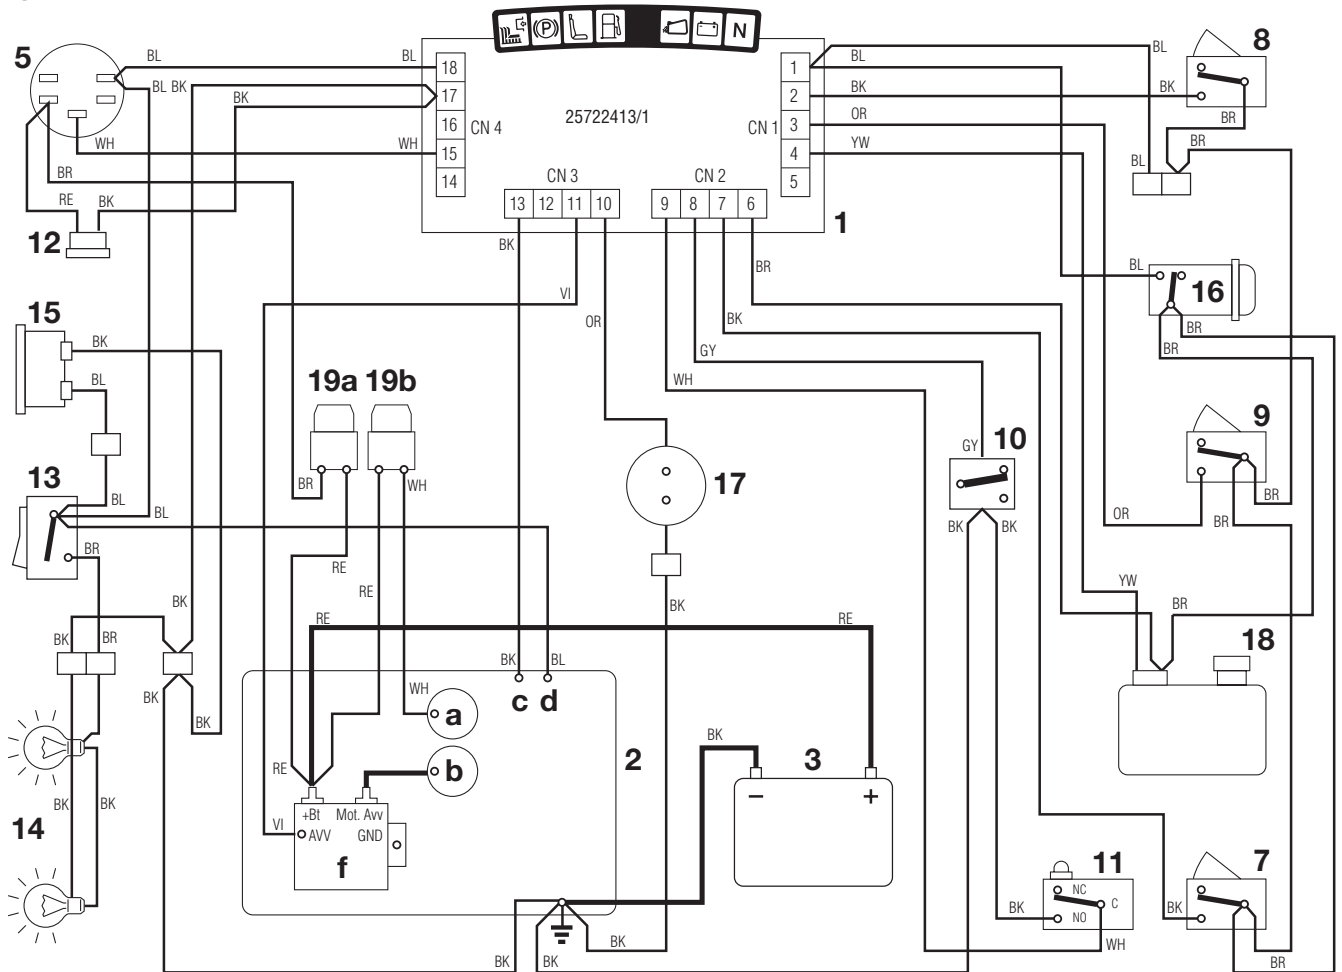 P N
5 BL BL 18 1 BL BL 8
BL BK 17 2 BK BK
BK 25722413/1 3 OR BR
16 CN 4 CN 1
WH WH 15 4 YW BR
BR 14 CN 3 CN 2 5 BL
RE BK 13 12 11 10 9 8 7 6
12 BK 1
BR BL
VI 16
15 OR BK BR
BK GY BR
BL 19a 19b WH
9
GY 10
13 BR WH 17
BL BR
BL BK BK OR BR
BR RE
RE YW
BK RE RE BK BR
BK BR 18
BK BL
BK WH a c d
BK BK 3
RE b 2 − +
BK BK +Bt Mot. Avv
14 VI AVV GND
f 11 7
NC C
BK NO BK
BK WH
BK BK BR